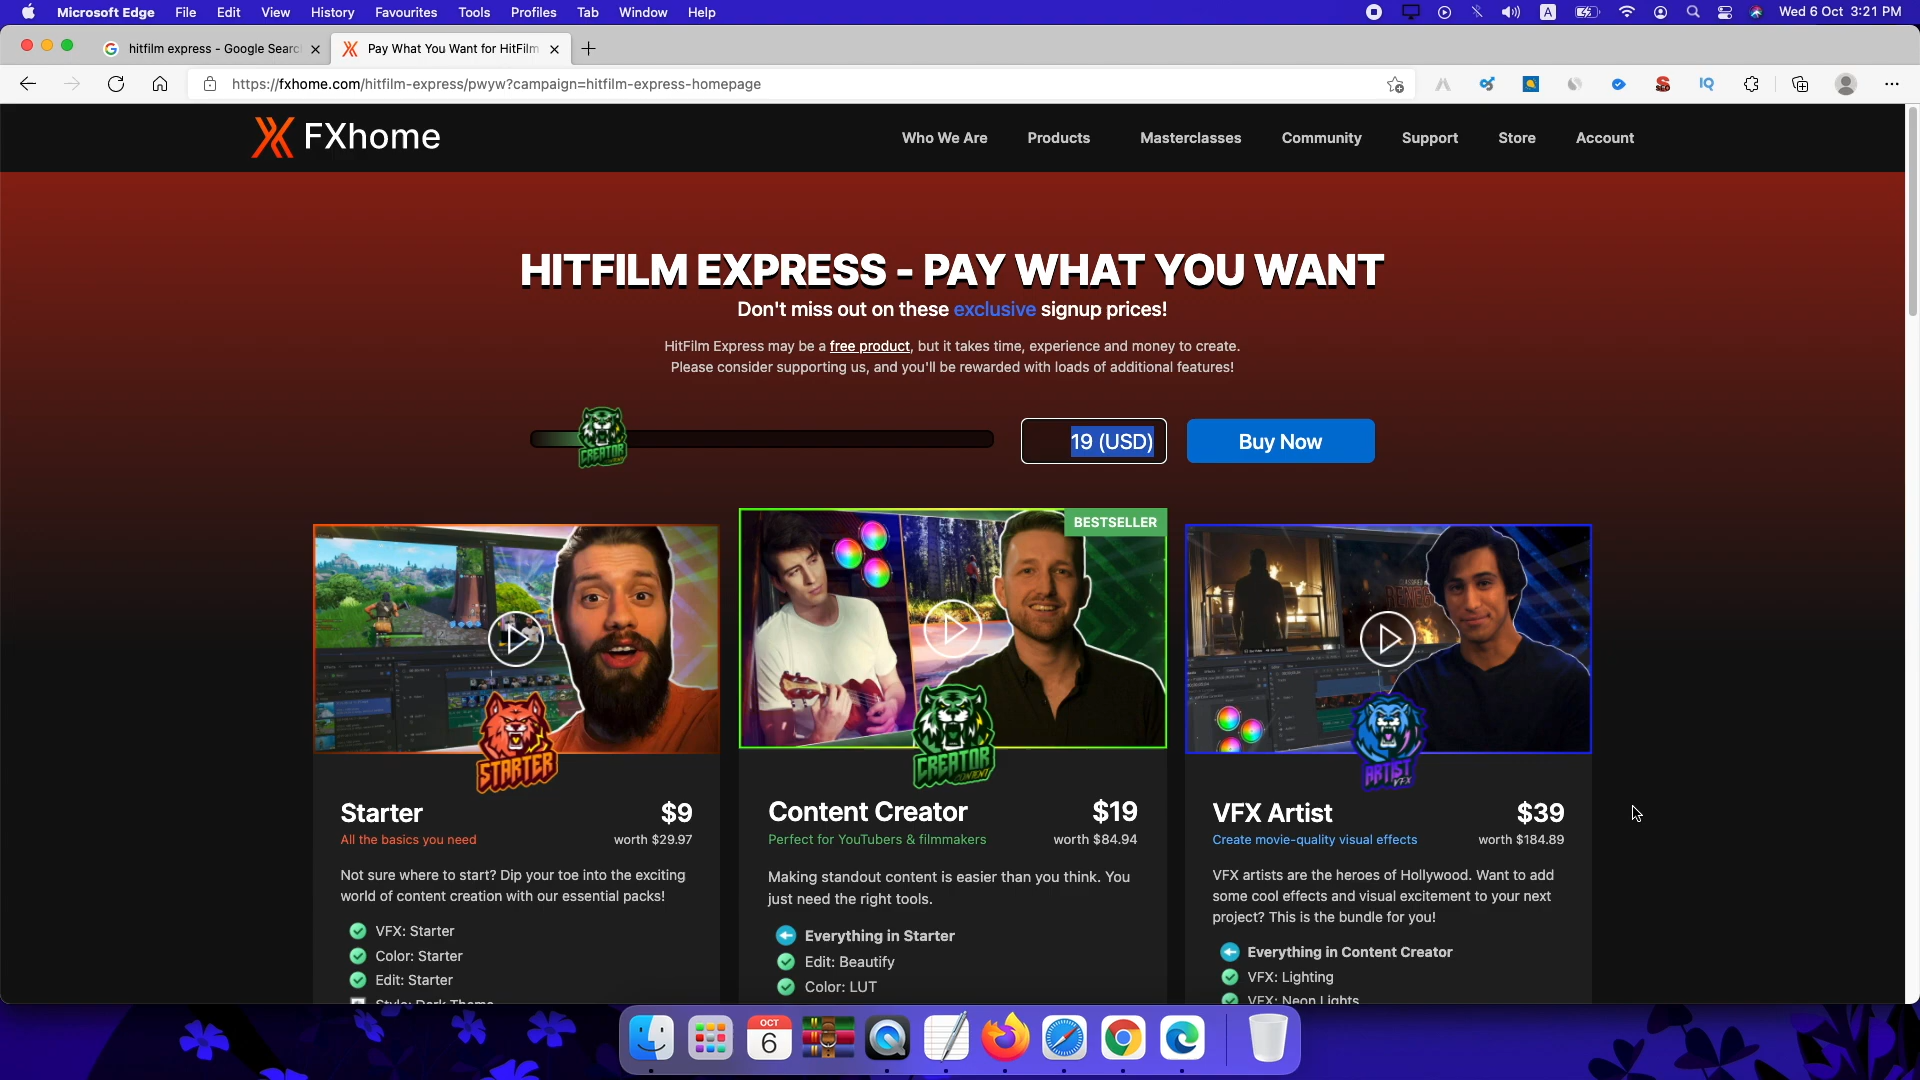 Microsoft Edge File Edit View History Favourites Tools Profiles Tab Window Help
A Wed 6 Oct 3:21 PM
hitfilm express - Google Searc
Pay What You Want for HitFilm
https://fxhome.com/hitfilm-express/pwyw?campaign=hitfilm-express-homepage
IQ
FXhome
Who We Are Products Masterclasses Community Support Store Account
HITFILM EXPRESS - PAY WHAT YOU WANT
Don't miss out on these exclusive signup prices!
HitFilm Express may be a free product, but it takes time, experience and money to create.
Please consider supporting us, and you'll be rewarded with loads of additional features!
CREATOR
19 (USD)
Buy Now
BESTSELLER
STARTER
CREATOR
CONTENT
ARTIST
VFX
Starter $9
All the basics you need worth $29.97
Not sure where to start? Dip your toe into the exciting
world of content creation with our essential packs!
VFX: Starter
Color: Starter
Edit: Starter
Style: Dark Theme
Content Creator $19
Perfect for YouTubers & filmmakers worth $84.94
Making standout content is easier than you think. You
just need the right tools.
Everything in Starter
Edit: Beautify
Color: LUT
VFX Artist $39
Create movie-quality visual effects worth $184.89
VFX artists are the heroes of Hollywood. Want to add
some cool effects and visual excitement to your next
project? This is the bundle for you!
Everything in Content Creator
VFX: Lighting
VFX: Neon Lights
OCT
6